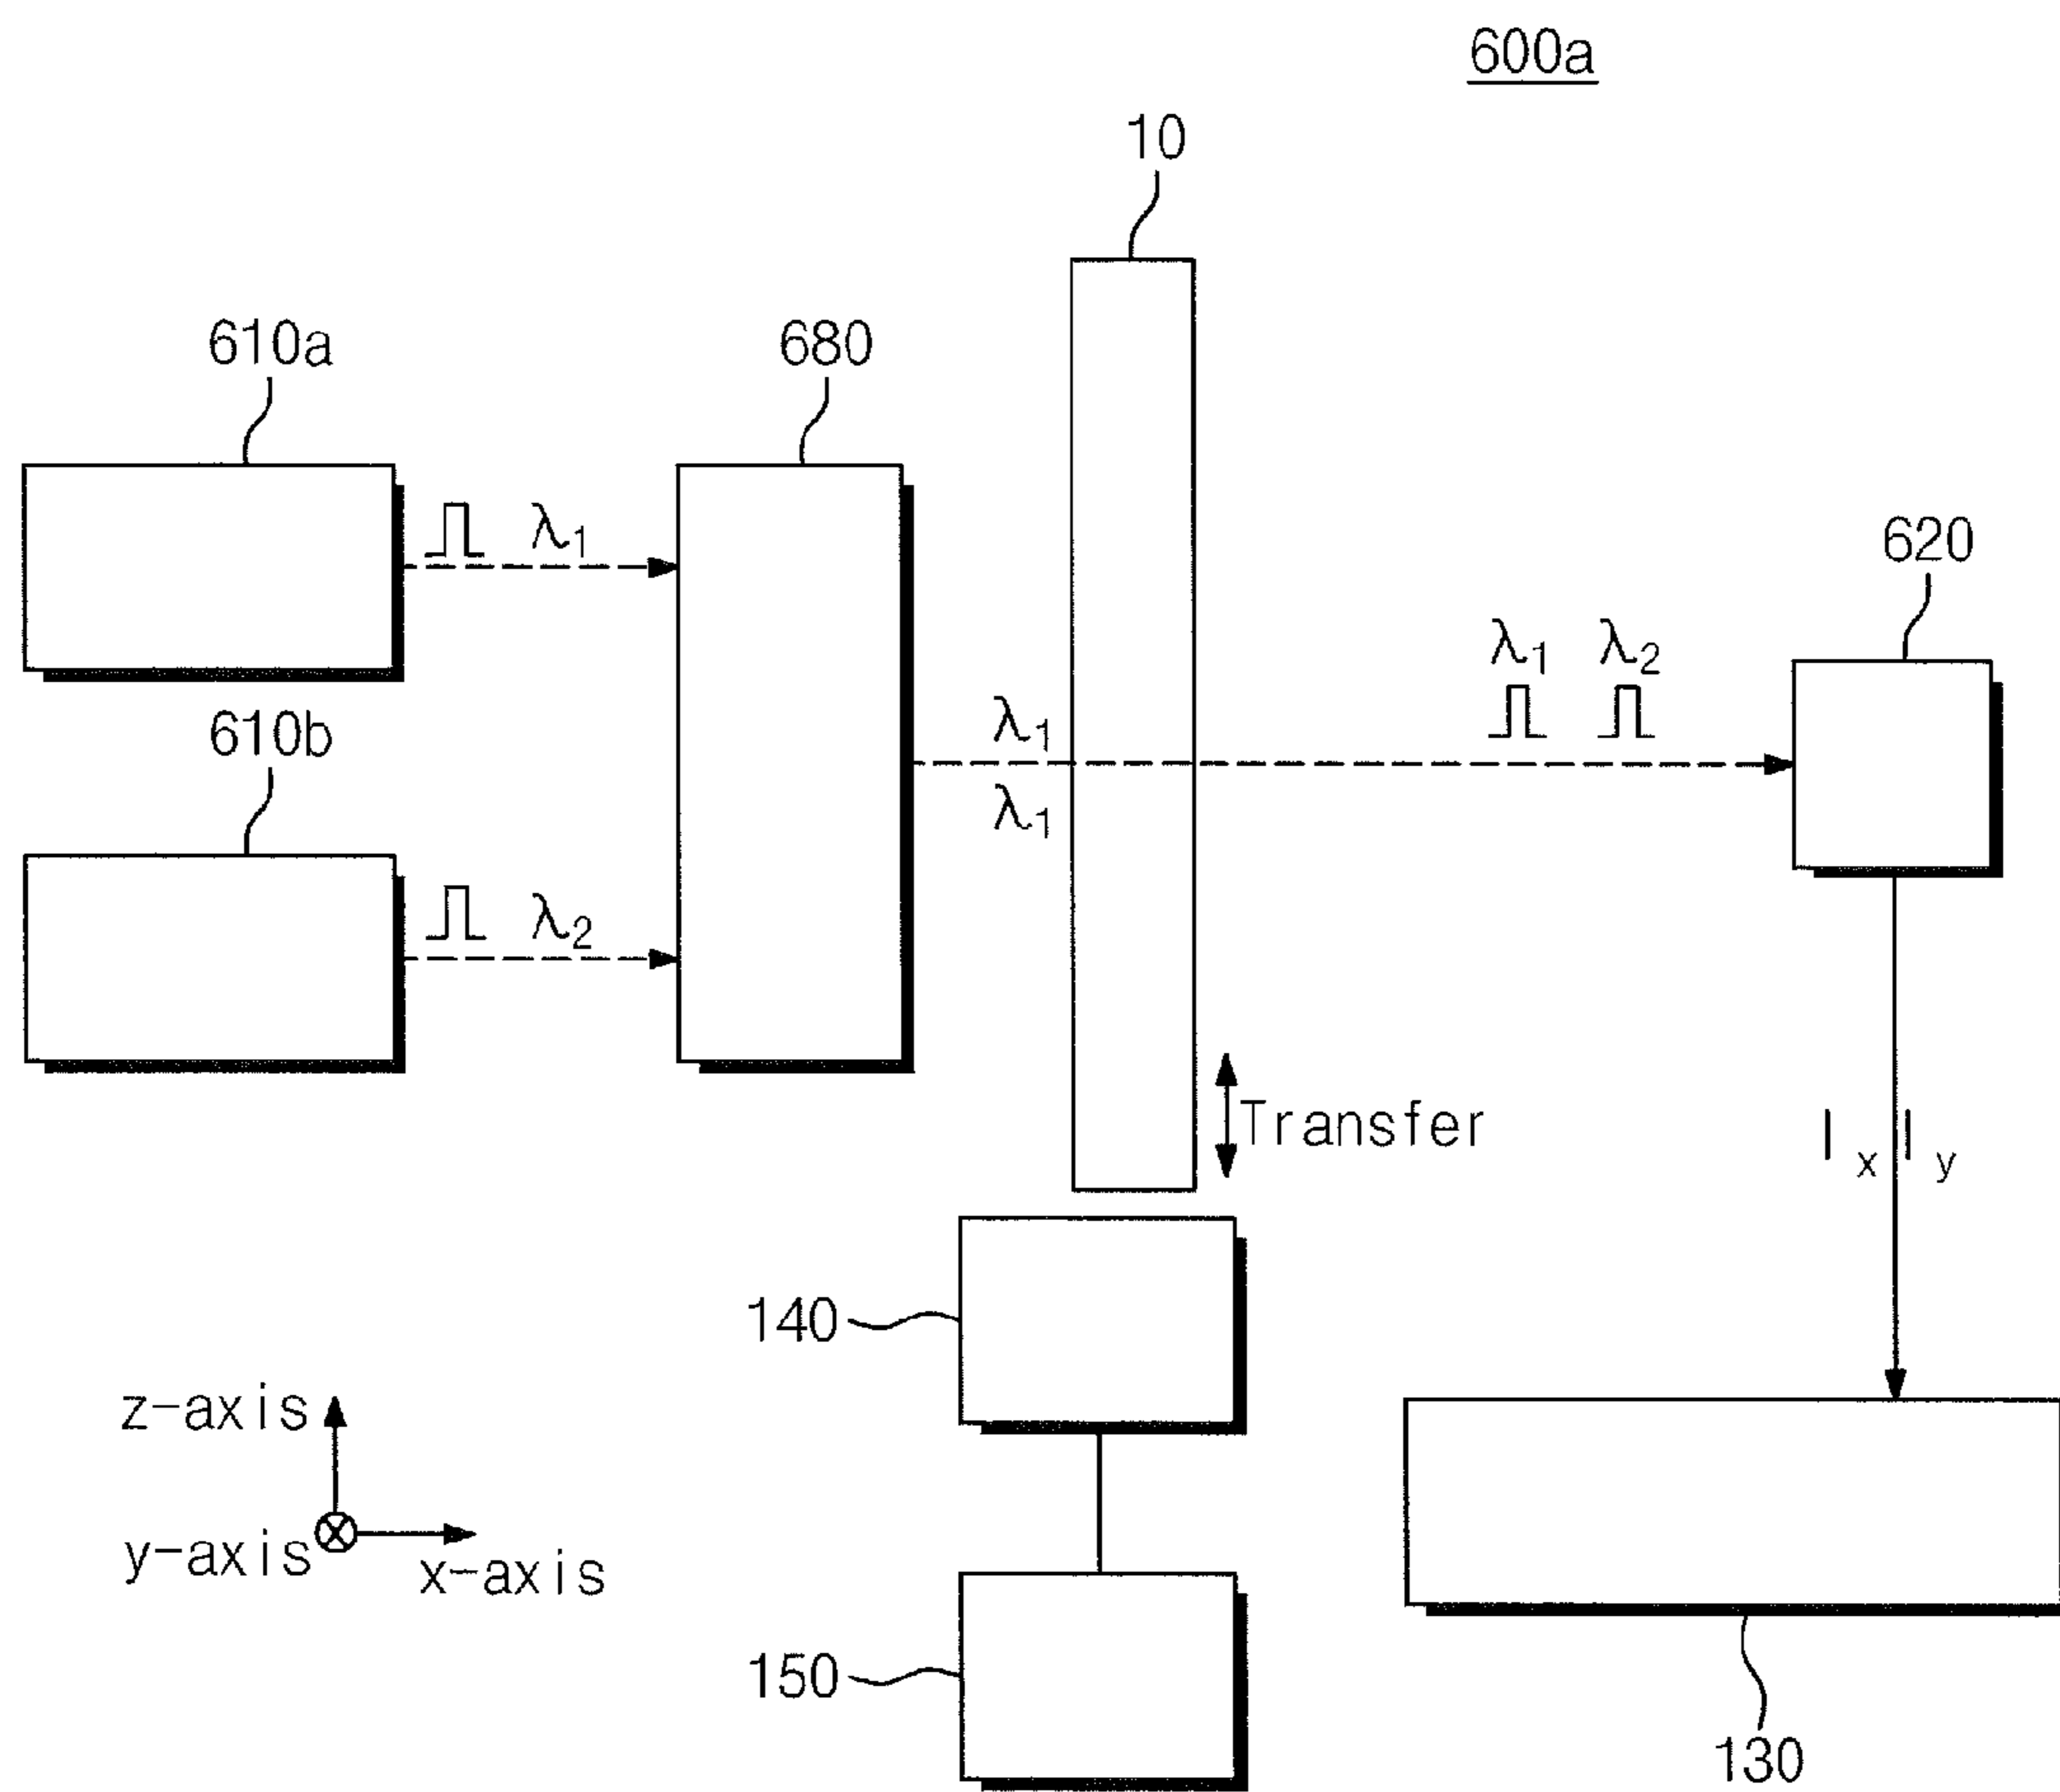 600a
10
610a
680
λ₁
620
λ₁ λ₂
610b
λ₁
λ₁
λ₂
Transfer
Iₓ I_y
140
z-axis
y-axis
x-axis
150
130